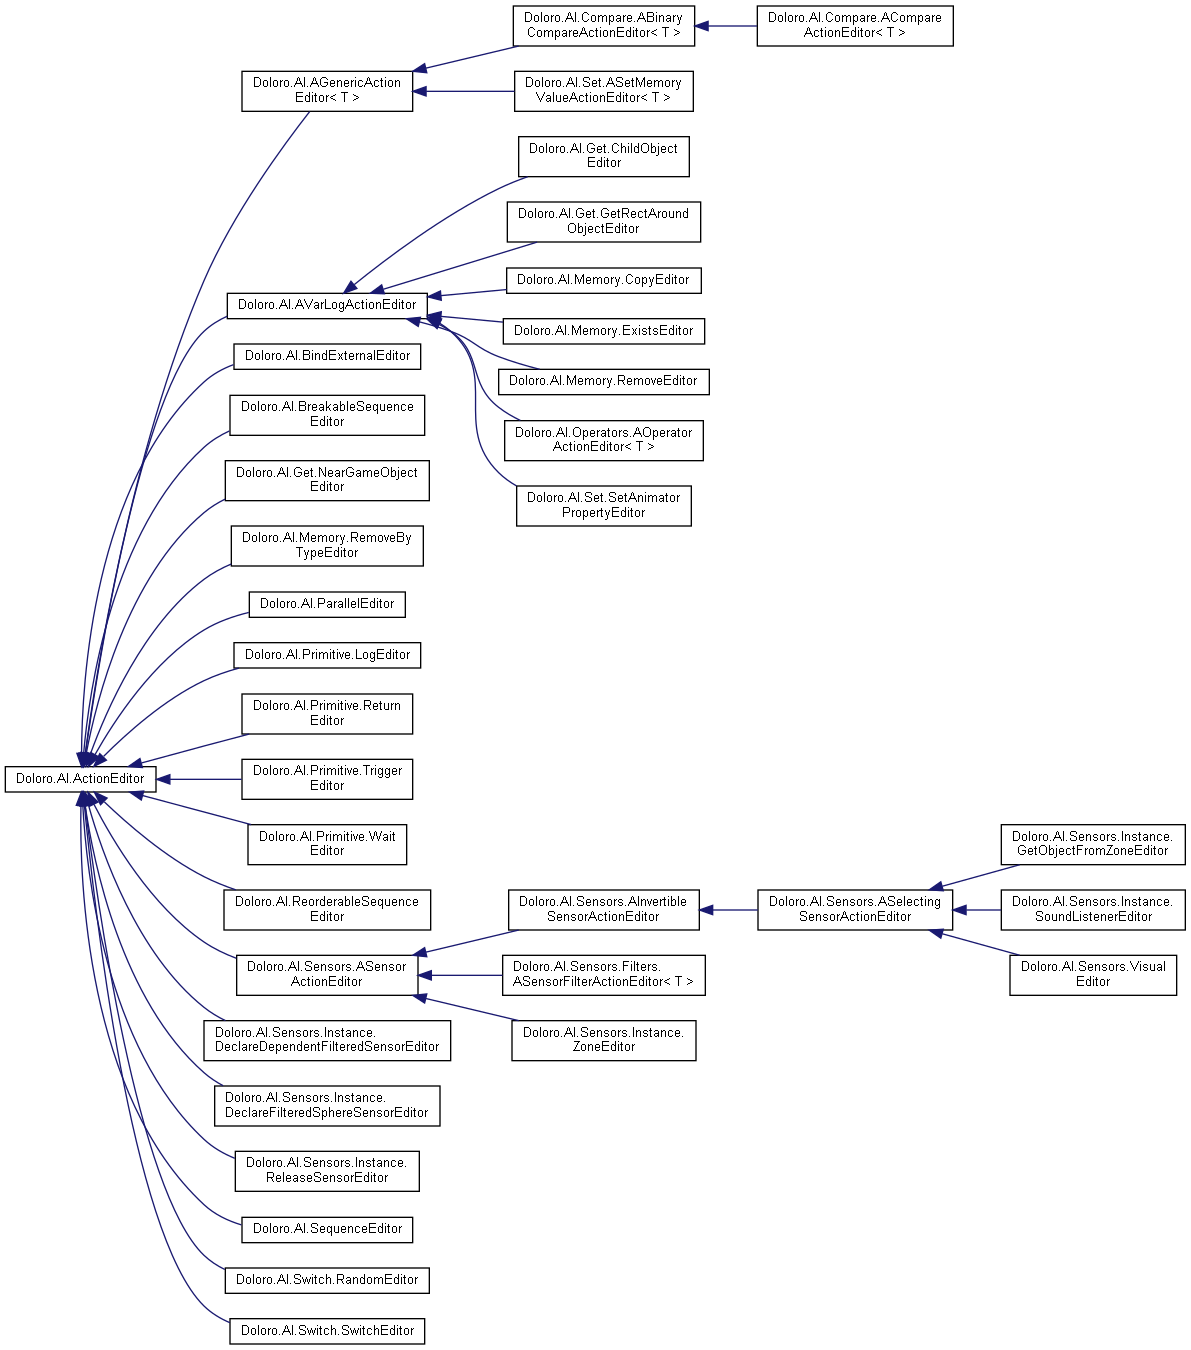 Doloro.AI.Compare.ABinary
CompareActionEditor< T >
Doloro.AI.Compare.ACompare
ActionEditor< T >
Doloro.AI.AGenericAction
Editor< T >
Doloro.AI.Set.ASetMemory
ValueActionEditor< T >
Doloro.AI.Get.ChildObject
Editor
Doloro.AI.Get.GetRectAround
ObjectEditor
Doloro.AI.Memory.CopyEditor
Doloro.AI.AVarLogActionEditor
Doloro.AI.Memory.ExistsEditor
Doloro.AI.BindExternalEditor
Doloro.AI.Memory.RemoveEditor
Doloro.AI.BreakableSequence
Editor
Doloro.AI.Operators.AOperator
ActionEditor< T >
Doloro.AI.Get.NearGameObject
Editor
Doloro.AI.Set.SetAnimator
PropertyEditor
Doloro.AI.Memory.RemoveBy
TypeEditor
Doloro.AI.ParallelEditor
Doloro.AI.Primitive.LogEditor
Doloro.AI.Primitive.Return
Editor
Doloro.AI.ActionEditor
Doloro.AI.Primitive.Trigger
Editor
Doloro.AI.Primitive.Wait
Editor
Doloro.AI.Sensors.Instance.
GetObjectFromZoneEditor
Doloro.AI.ReorderableSequence
Editor
Doloro.AI.Sensors.AInvertible
SensorActionEditor
Doloro.AI.Sensors.ASelecting
SensorActionEditor
Doloro.AI.Sensors.Instance.
SoundListenerEditor
Doloro.AI.Sensors.ASensor
ActionEditor
Doloro.AI.Sensors.Filters.
ASensorFilterActionEditor< T >
Doloro.AI.Sensors.Visual
Editor
Doloro.AI.Sensors.Instance.
DeclareDependentFilteredSensorEditor
Doloro.AI.Sensors.Instance.
ZoneEditor
Doloro.AI.Sensors.Instance.
DeclareFilteredSphereSensorEditor
Doloro.AI.Sensors.Instance.
ReleaseSensorEditor
Doloro.AI.SequenceEditor
Doloro.AI.Switch.RandomEditor
Doloro.AI.Switch.SwitchEditor